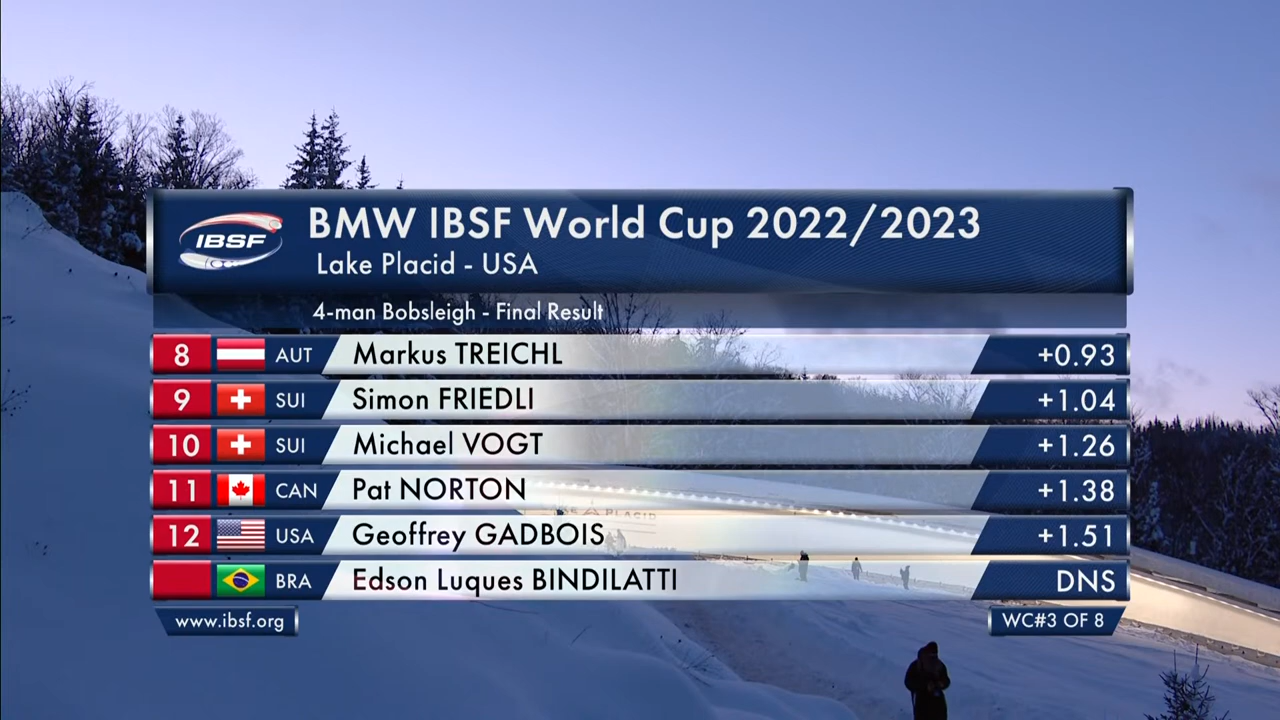 IBSF
BMW IBSF World Cup 2022/2023
Lake Placid - USA
4-man Bobsleigh - Final Result
8 AUT Markus TREICHL +0.93
9 SUI Simon FRIEDLI +1.04
10 SUI Michael VOGT +1.26
11 CAN Pat NORTON +1.38
LAKE PLACID
12 USA Geoffrey GADBOIS +1.51
BRA Edson Luques BINDILATTI DNS
www.ibsf.org WC#3 OF 8